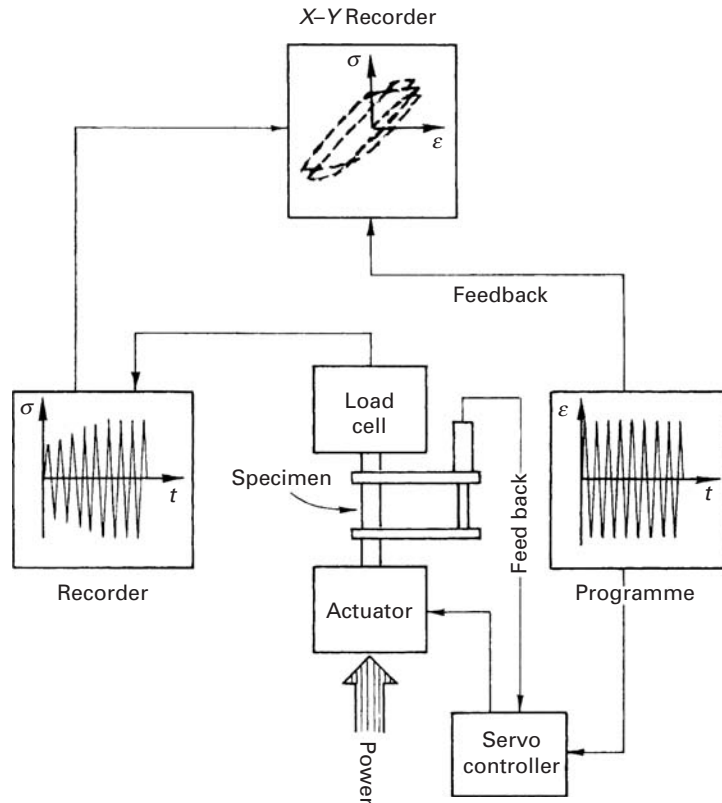 X–Y Recorder
σ
ε
Feedback
σ
t
Recorder
Load
cell
Specimen
Feed back
ε
t
Programme
Actuator
Power
Servo
controller